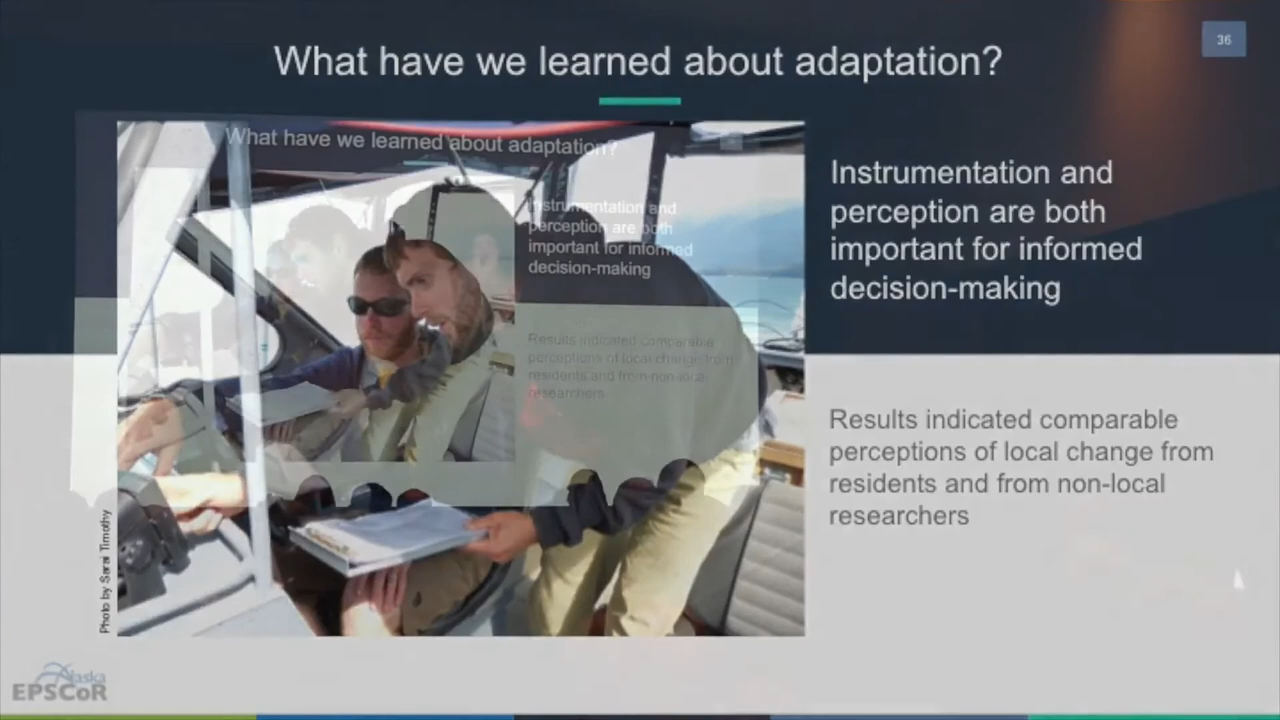 36
What have we learned about adaptation?
What have we learned about adaptation?
Instrumentation and
perception are both
important for informed
decision-making
Instrumentation and
perception are both
important for informed
decision-making
Results indicated comparable
perceptions of local change from
residents and from non-local
researchers
Results indicated comparable
perceptions of local change from
residents and from non-local
researchers
Photo by Sarai Timothy
Alaska
EPSCoR